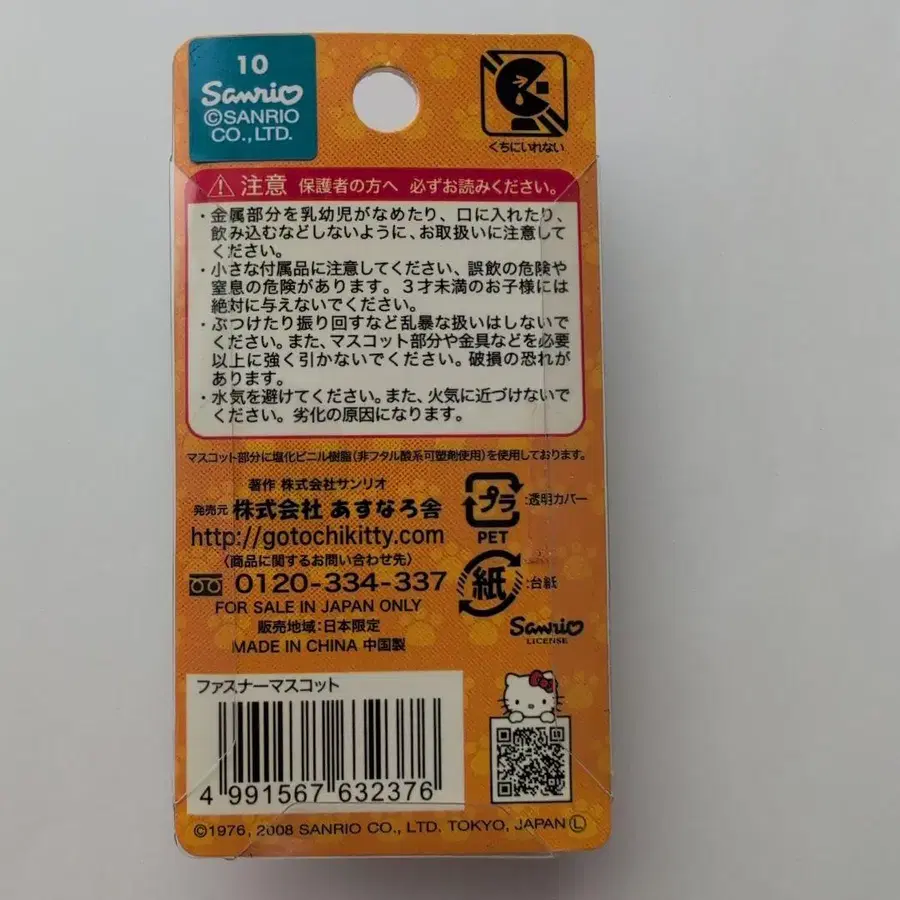 10
Sanrio
©SANRIO
CO.,LTD.
くちにいれない
注意 保護者の方へ 必ずお読みください。
・金属部分を乳幼児がなめたり、口に入れたり、
飲み込むなどしないように、お取扱いに注意して
ください。
・小さな付属品に注意してください、誤飲の危険や
窒息の危険があります。3才未満のお子様には
絶対に与えないでください。
・ぶつけたり振り回すなど乱暴な扱いはしないで
ください。また、マスコット部分や金具などを必要
以上に強く引かないでください。破損の恐れが
あります。
・水気を避けてください。また、火気に近づけないで
ください。劣化の原因になります。
マスコット部分に塩化ビニル樹脂(非フタル酸系可塑剤使用)を使用しております。
著作 株式会社サンリオ
発売元 株式会社 あすなろ舎
http://gotochikitty.com
〈商品に関するお問い合わせ先〉
0120-334-337
FOR SALE IN JAPAN ONLY
販売地域:日本限定
MADE IN CHINA 中国製
プラ :透明カバー
PET
紙 :台紙
Sanrio
LICENSE
ファスナーマスコット
4 991567 632376
©1976, 2008 SANRIO CO., LTD. TOKYO, JAPAN Ⓛ